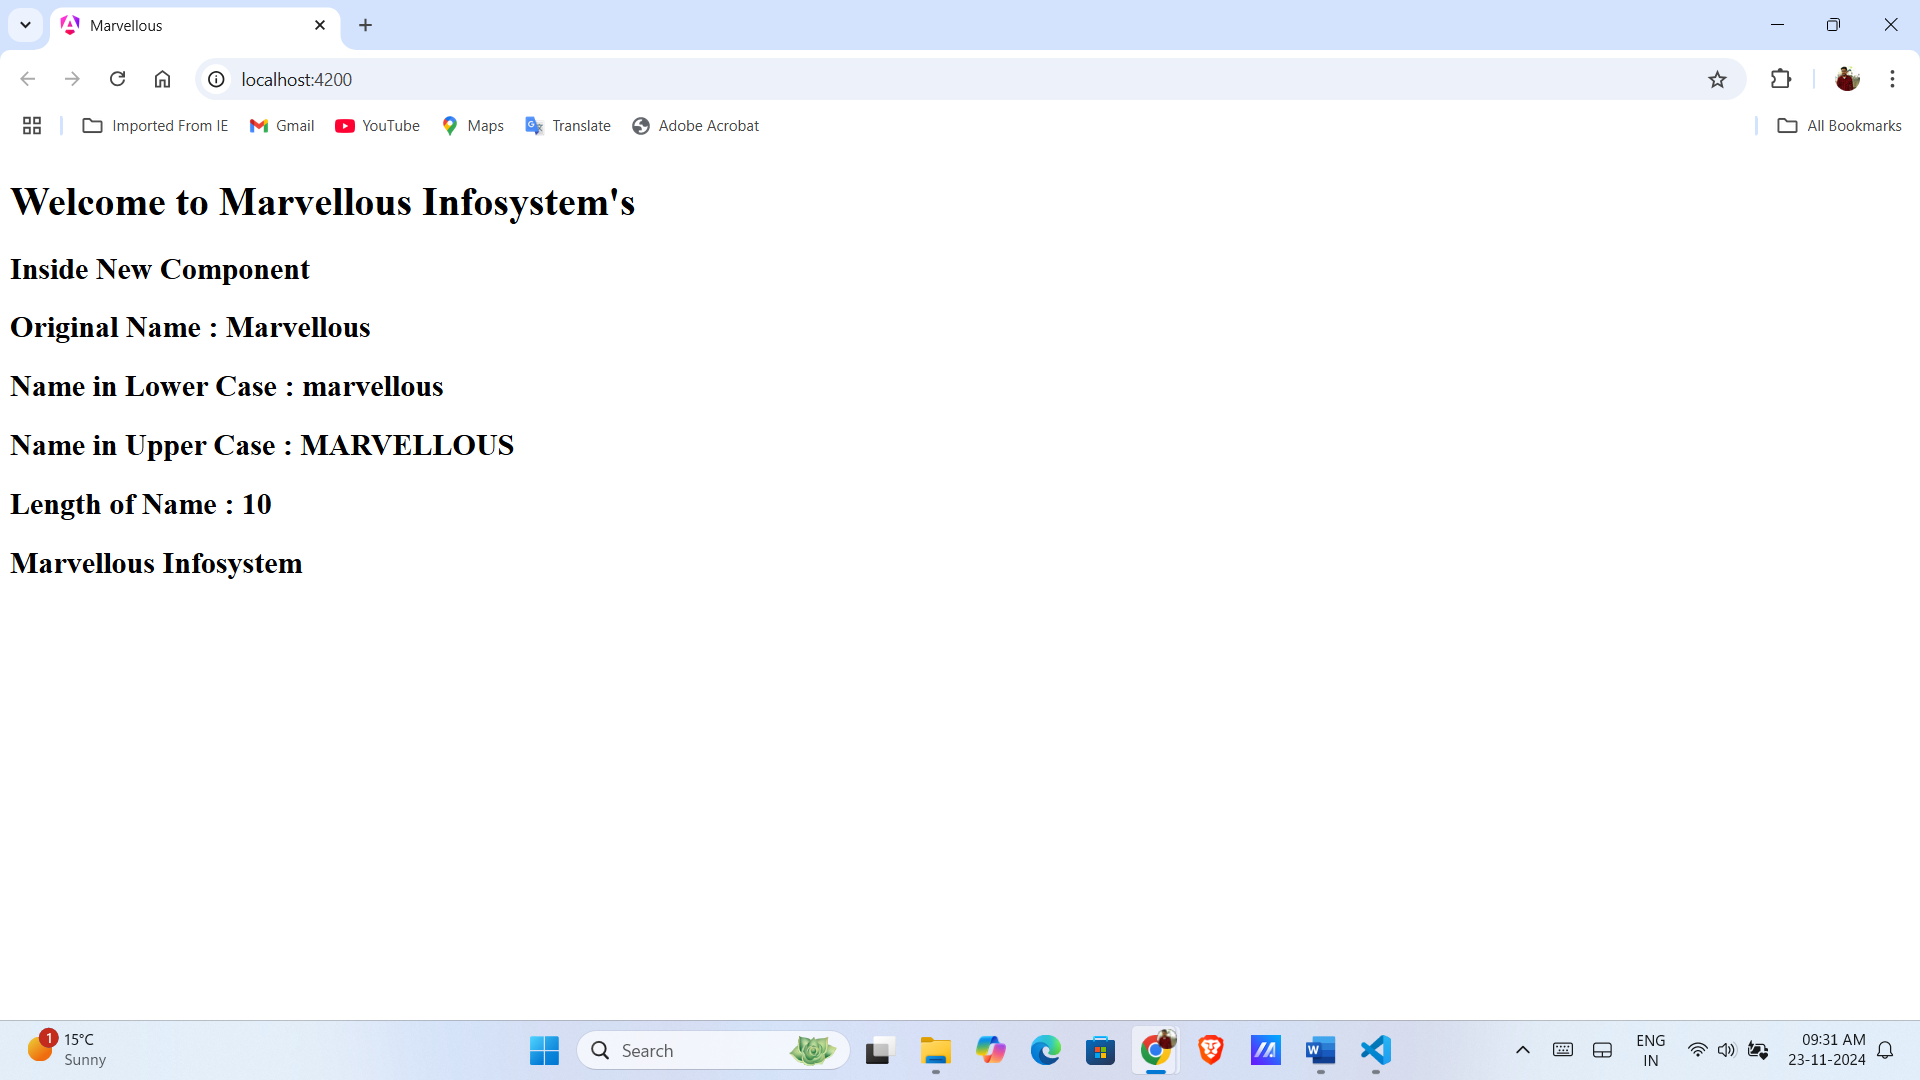 Marvellous
localhost:4200
Imported From IE Gmail YouTube Maps Translate Adobe Acrobat All Bookmarks
Welcome to Marvellous Infosystem's
Inside New Component
Original Name : Marvellous
Name in Lower Case : marvellous
Name in Upper Case : MARVELLOUS
Length of Name : 10
Marvellous Infosystem
1
15°C
Sunny
Search
ENG
IN
09:31 AM
23-11-2024